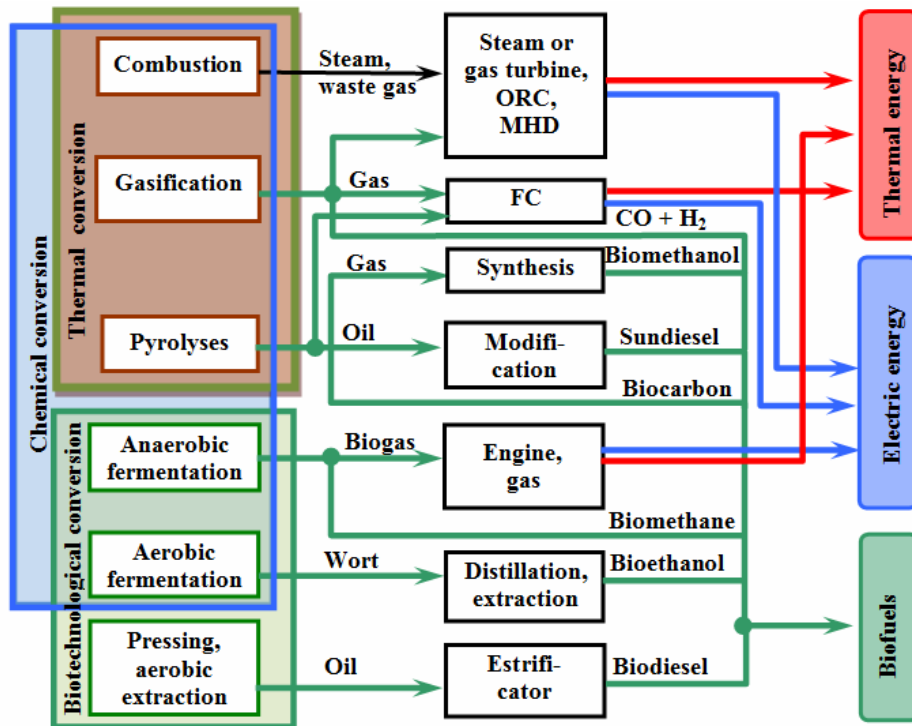 Chemical conversion
Thermal conversion
Combustion
Gasification
Pyrolyses
Biotechnological conversion
Anaerobic
fermentation
Aerobic
fermentation
Pressing,
aerobic
extraction
Steam,
waste gas
Gas
Gas
Oil
Biogas
Wort
Oil
Steam or
gas turbine,
ORC,
MHD
FC
CO + H₂
Synthesis
Biomethanol
Modifi-
cation
Sundiesel
Biocarbon
Engine,
gas
Biomethane
Distillation,
extraction
Bioethanol
Estrifi-
cator
Biodiesel
Thermal energy
Electric energy
Biofuels